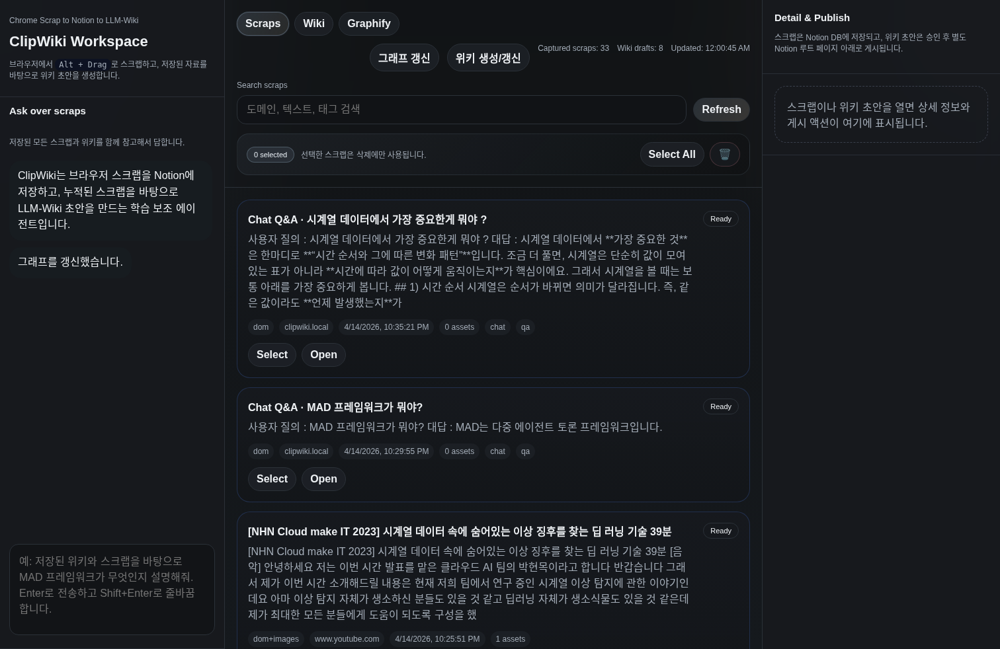 Chrome Scrap to Notion to LLM-Wiki
ClipWiki Workspace
브라우저에서 Alt + Drag 로 스크랩하고, 저장된 자료를
바탕으로 위키 초안을 생성합니다.
Ask over scraps
저장된 모든 스크랩과 위키를 함께 참고해서 답합니다.
ClipWiki는 브라우저 스크랩을 Notion에
저장하고, 누적된 스크랩을 바탕으로
LLM-Wiki 초안을 만드는 학습 보조 에이
전트입니다.
그래프를 갱신했습니다.
예: 저장된 위키와 스크랩을 바탕으로
MAD 프레임워크가 무엇인지 설명해줘.
Enter로 전송하고 Shift+Enter로 줄바꿈
합니다.
Scraps
Wiki
Graphify
그래프 갱신
위키 생성/갱신
Captured scraps: 33
Wiki drafts: 8
Updated: 12:00:45 AM
Search scraps
도메인, 텍스트, 태그 검색
Refresh
0 selected
선택한 스크랩은 삭제에만 사용됩니다.
Select All
Chat Q&A · 시계열 데이터에서 가장 중요한게 뭐야 ?
Ready
사용자 질의 : 시계열 데이터에서 가장 중요한게 뭐야 ? 대답 : 시계열 데이터에서 **가장 중요한 것**
은 한마디로 **“시간 순서와 그에 따른 변화 패턴”**입니다. 조금 더 풀면, 시계열은 단순히 값이 모여
있는 표가 아니라 **시간에 따라 값이 어떻게 움직이는지**가 핵심이에요. 그래서 시계열을 볼 때는 보
통 아래를 가장 중요하게 봅니다. ## 1) 시간 순서 시계열은 순서가 바뀌면 의미가 달라집니다. 즉, 같
은 값이라도 **언제 발생했는지**가
dom
clipwiki.local
4/14/2026, 10:35:21 PM
0 assets
chat
qa
Select
Open
Chat Q&A · MAD 프레임워크가 뭐야?
Ready
사용자 질의 : MAD 프레임워크가 뭐야? 대답 : MAD는 다중 에이전트 토론 프레임워크입니다.
dom
clipwiki.local
4/14/2026, 10:29:55 PM
0 assets
chat
qa
Select
Open
[NHN Cloud make IT 2023] 시계열 데이터 속에 숨어있는 이상 징후를 찾는 딥 러닝 기술 39분
Ready
[NHN Cloud make IT 2023] 시계열 데이터 속에 숨어있는 이상 징후를 찾는 딥 러닝 기술 39분 [음
악] 안녕하세요 저는 이번 시간 발표를 맡은 클라우드 AI 팀의 박현목이라고 합니다 반갑습니다 그래
서 제가 이번 시간 소개해드릴 내용은 현재 저희 팀에서 연구 중인 시계열 이상 탐지에 관한 이야기인
데요 아마 이상 탐지 자체가 생소하신 분들도 있을 것 같고 딥러닝 자체가 생소식물도 있을 것 같은데
제가 최대한 모든 분들에게 도움이 되도록 구성을 했
dom+images
www.youtube.com
4/14/2026, 10:25:51 PM
1 assets
Detail & Publish
스크랩은 Notion DB에 저장되고, 위키 초안은 승인 후 별도
Notion 루트 페이지 아래로 게시됩니다.
스크랩이나 위키 초안을 열면 상세 정보와
게시 액션이 여기에 표시됩니다.